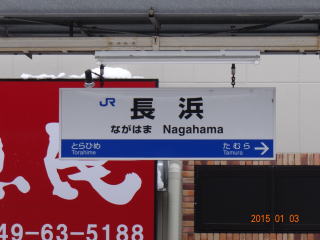 JR 長浜
ながはま Nagahama
とらひめ
Torahime
たむら
Tamura
49-63-5188
2015 01 03